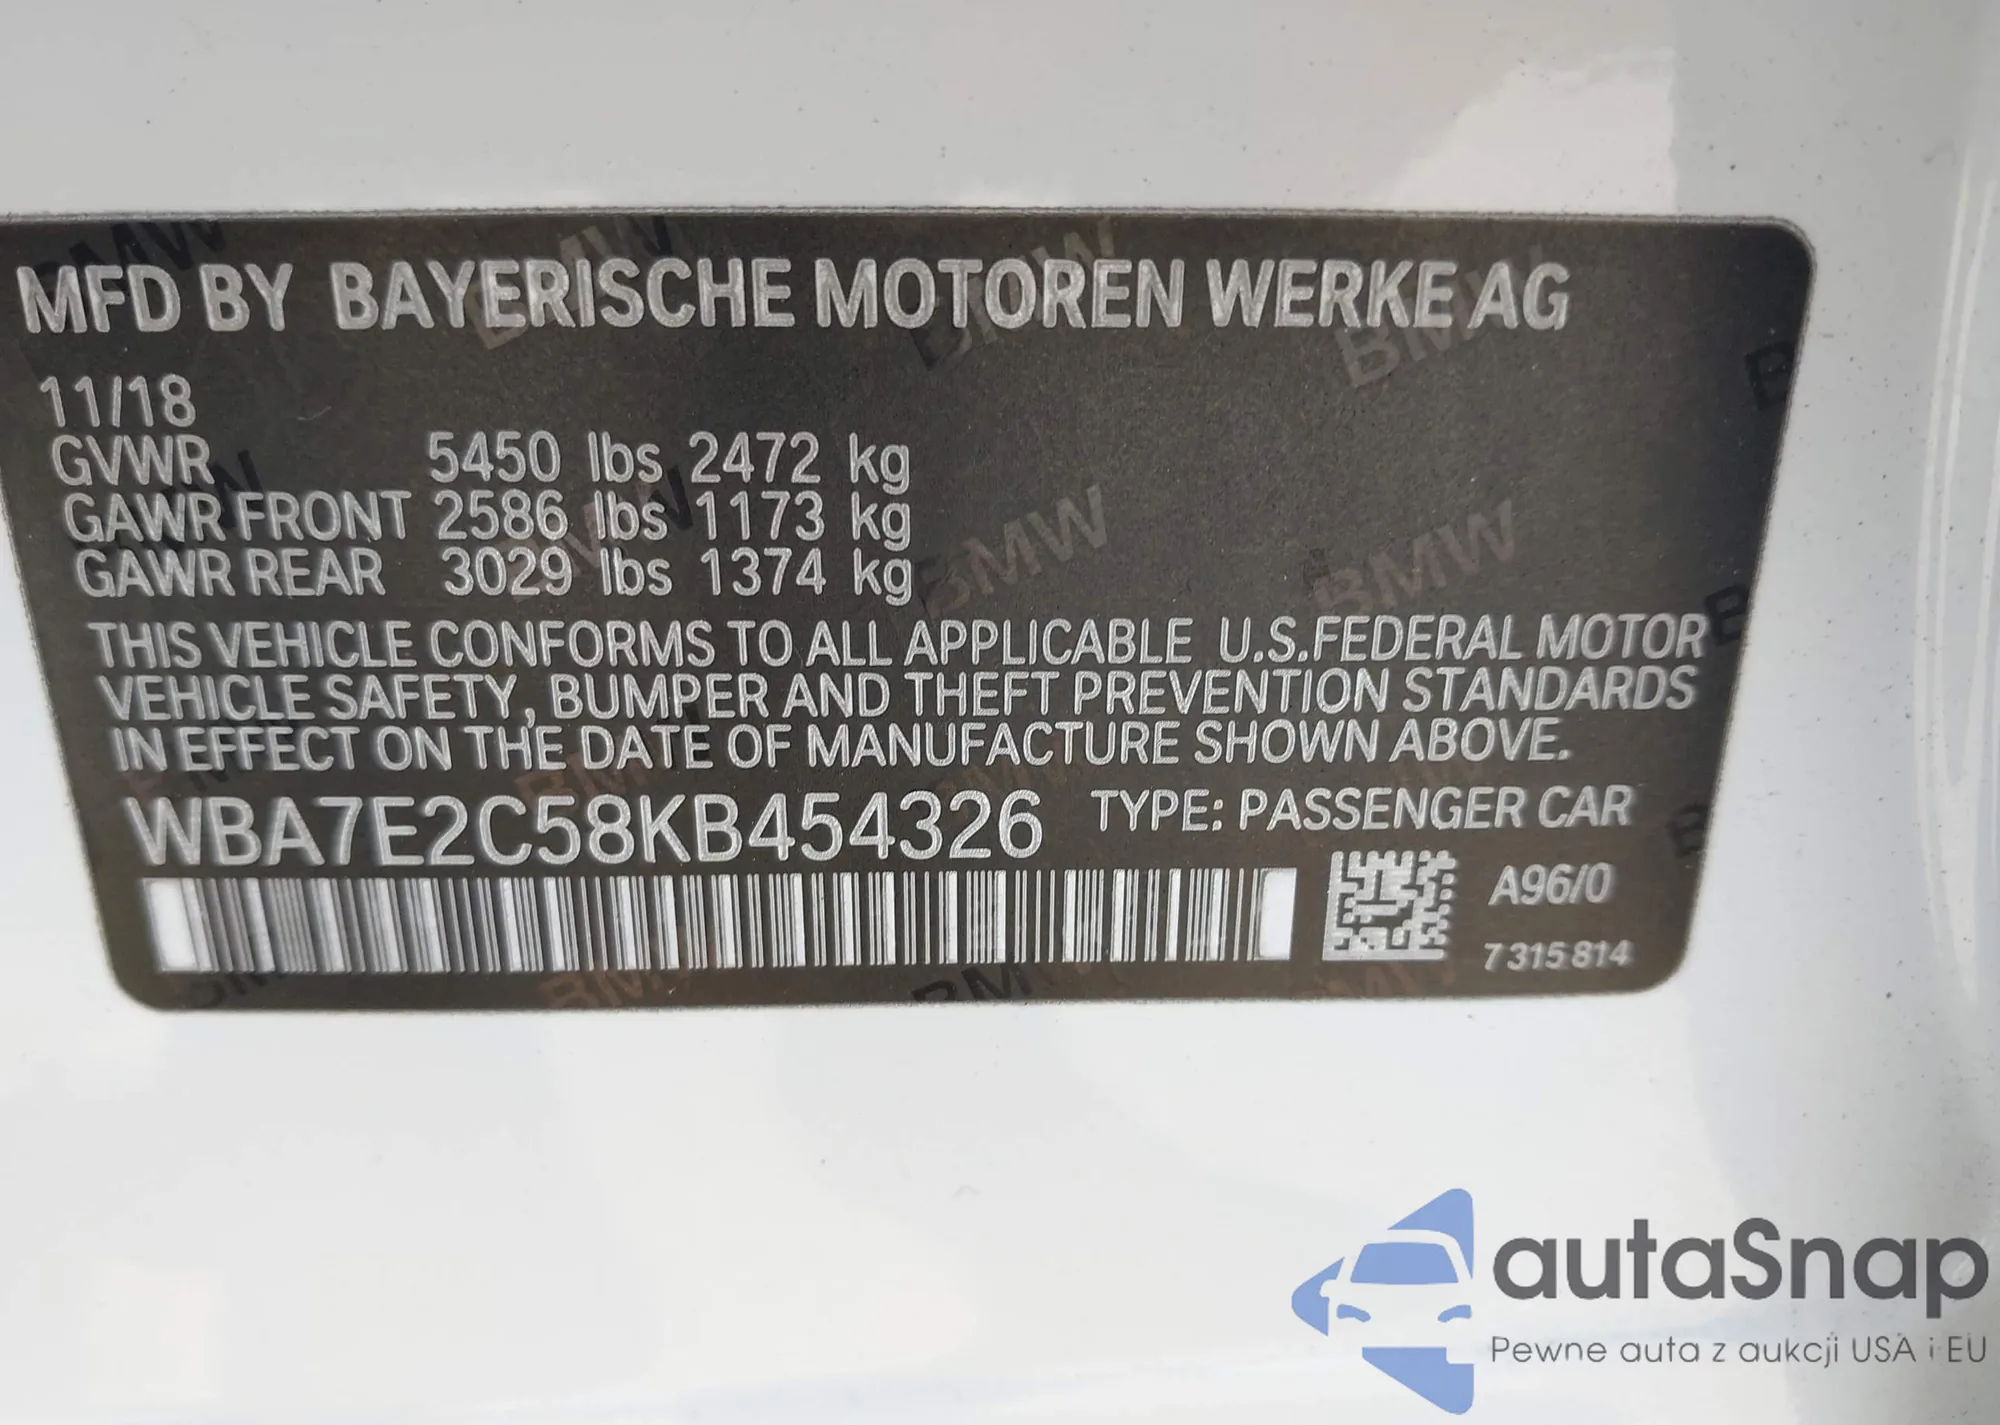 MFD BY BAYERISCHE MOTOREN WERKE AG
11/18
GVWR 5450 lbs 2472 kg
GAWR FRONT 2586 lbs 1173 kg
GAWR REAR 3029 lbs 1374 kg
THIS VEHICLE CONFORMS TO ALL APPLICABLE U.S.FEDERAL MOTOR
VEHICLE SAFETY, BUMPER AND THEFT PREVENTION STANDARDS
IN EFFECT ON THE DATE OF MANUFACTURE SHOWN ABOVE.
WBA7E2C58KB454326 TYPE: PASSENGER CAR
A96/0
7 315 814
autaSnap
Pewne auta z aukcji USA i EU